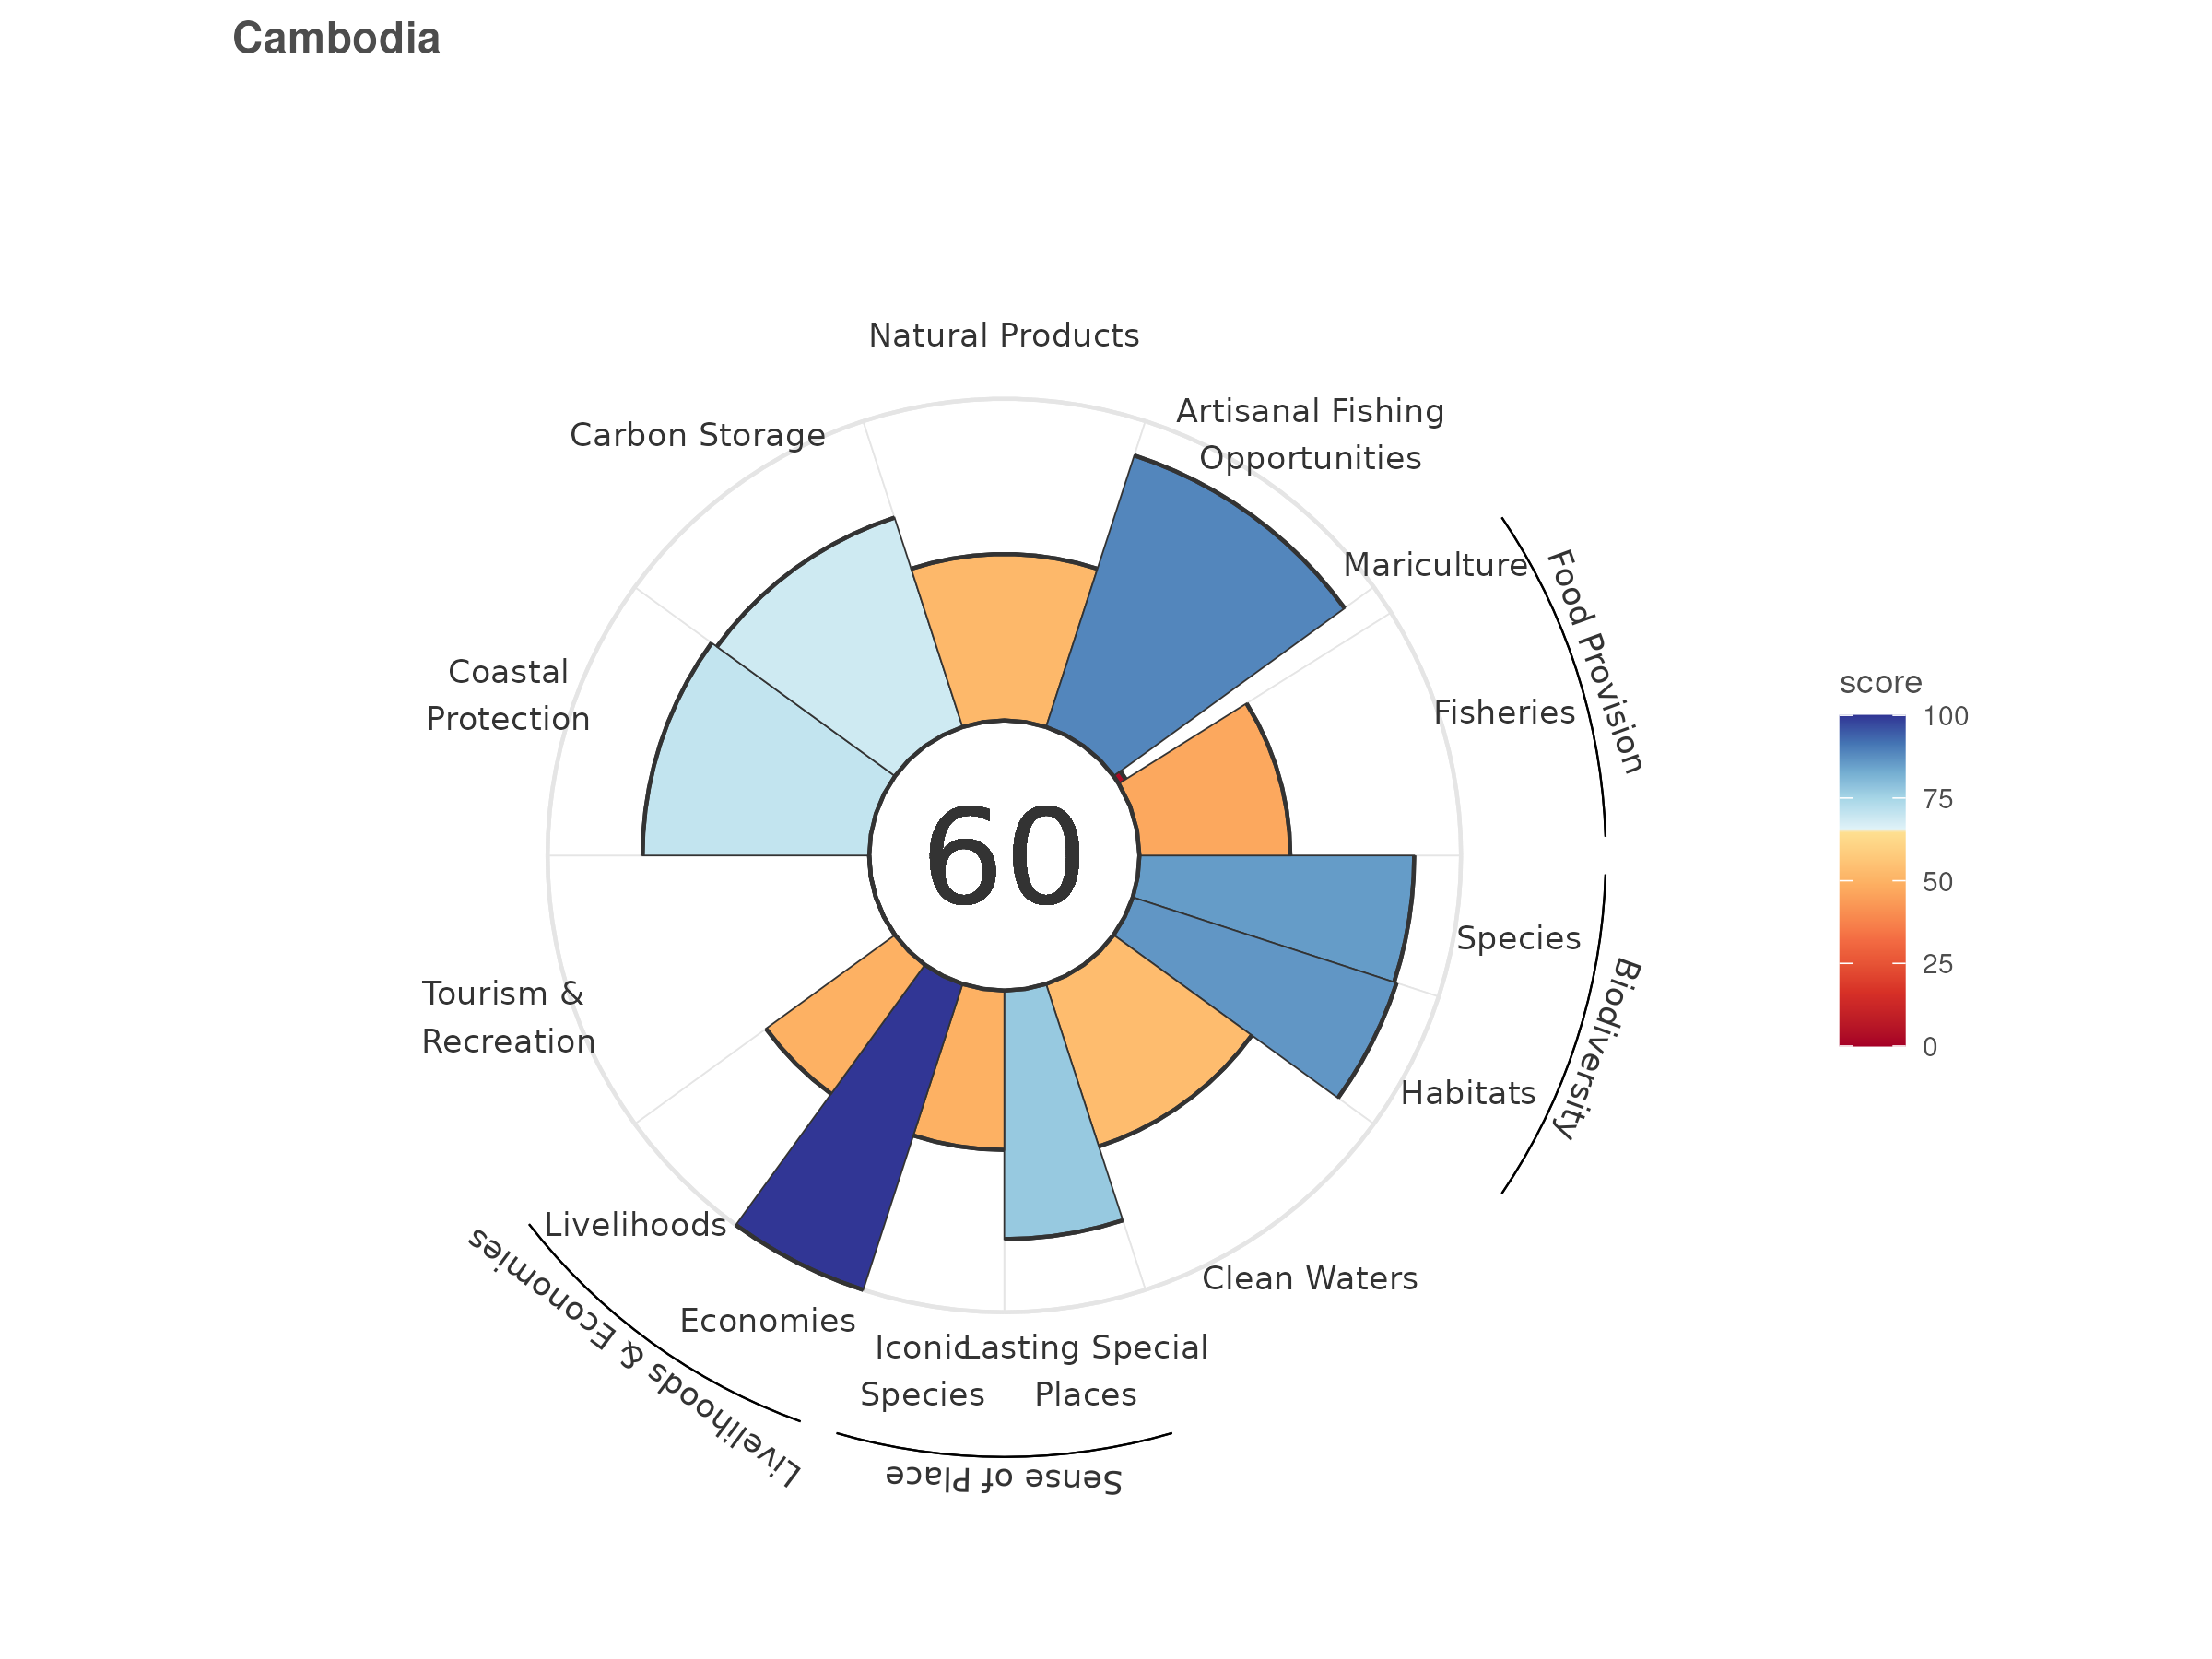 Cambodia
Natural Products
Artisanal Fishing
Opportunities
Carbon Storage
Mariculture
Food Provision
Coastal
Protection
Fisheries
60
Species
Biodiversity
Tourism &
Recreation
Habitats
Livelihoods
Clean Waters
Economies
Livelihoods & Economies
Iconic
Species
Lasting Special
Places
Sense of Place
score
100
75
50
25
0